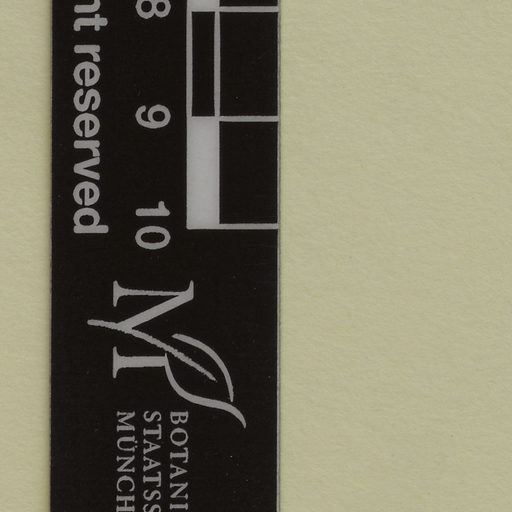 8 9 10
nt reserved
M
BOTANI
STAATSS
MÜNCH